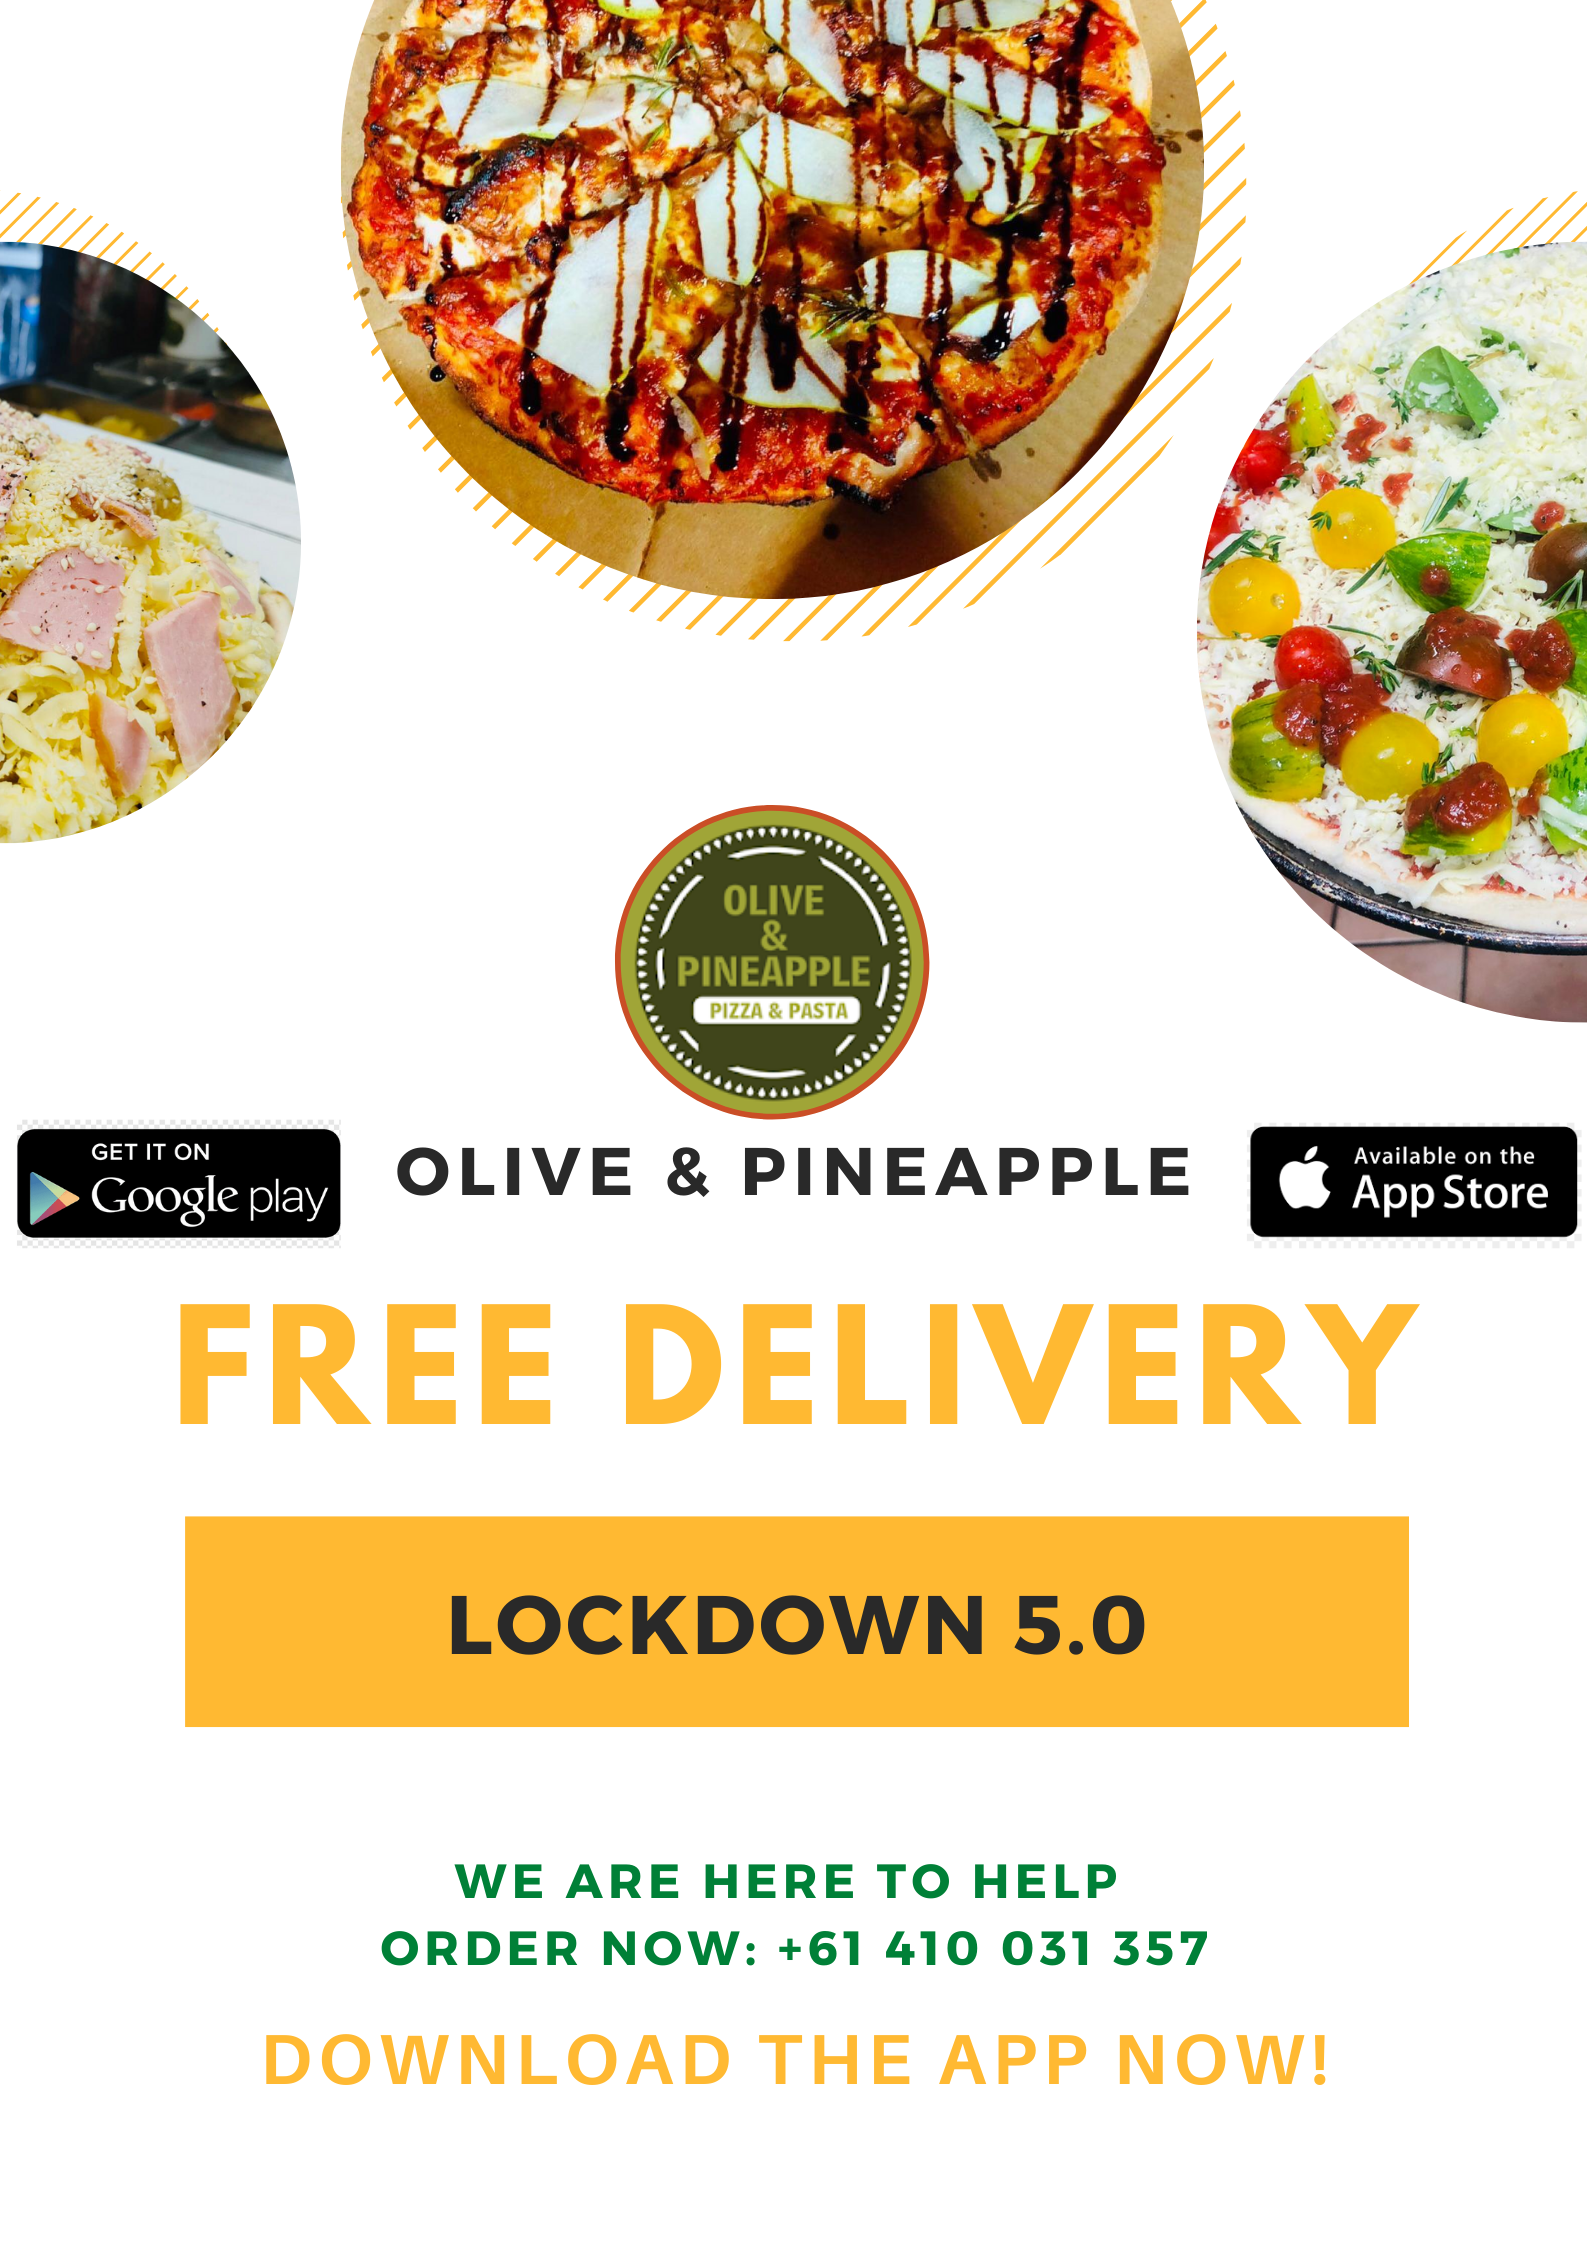 OLIVE
&
PINEAPPLE
PIZZA & PASTA
GET IT ON
Google play
OLIVE & PINEAPPLE
Available on the
App Store
FREE DELIVERY
LOCKDOWN 5.0
WE ARE HERE TO HELP
ORDER NOW: +61 410 031 357
DOWNLOAD THE APP NOW!